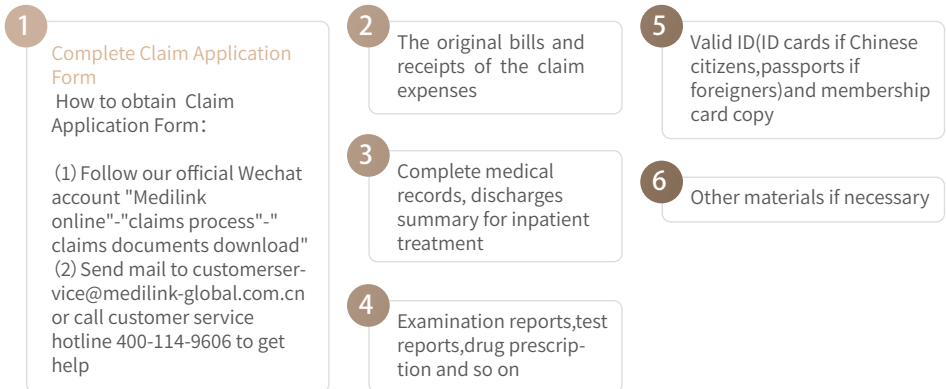 1
Complete Claim Application
Form
How to obtain Claim
Application Form：
（1）Follow our official Wechat
account "Medilink
online"-"claims process"-"
claims documents download"
（2）Send mail to customerser-
vice@medilink-global.com.cn
or call customer service
hotline 400-114-9606 to get
help
2
The original bills and
receipts of the claim
expenses
3
Complete medical
records, discharges
summary for inpatient
treatment
4
Examination reports,test
reports,drug prescrip-
tion and so on
5
Valid ID(ID cards if Chinese
citizens,passports if
foreigners)and membership
card copy
6
Other materials if necessary